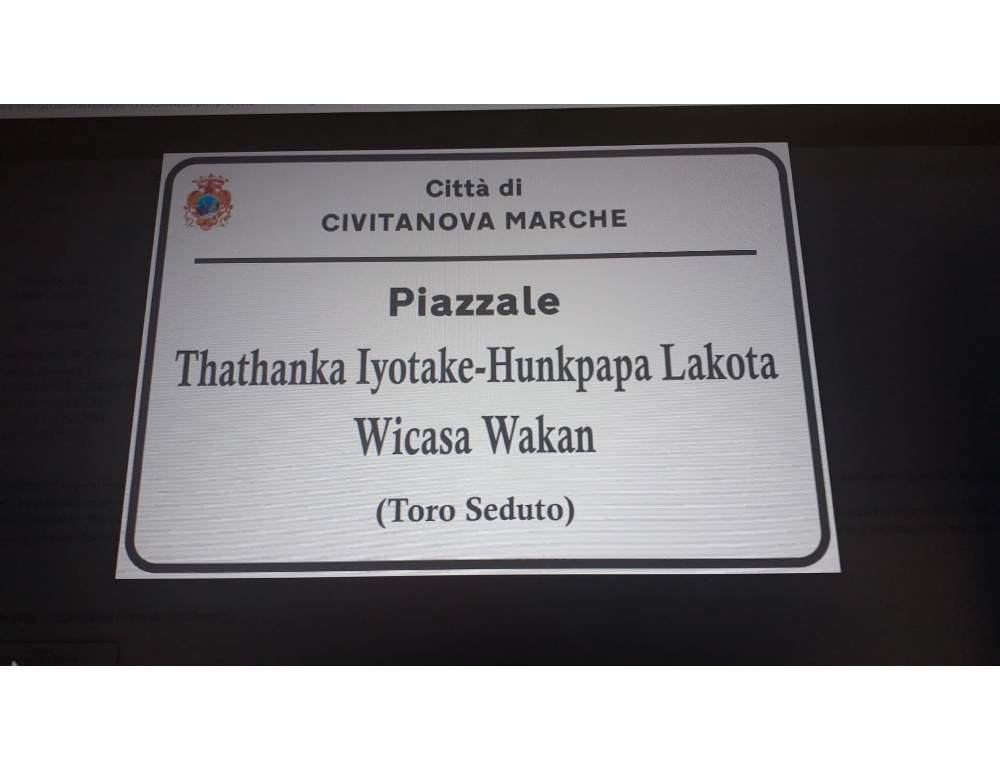 Città di
CIVITANOVA MARCHE
Piazzale
Thathanka Iyotake-Hunkpapa Lakota
Wicasa Wakan
(Toro Seduto)